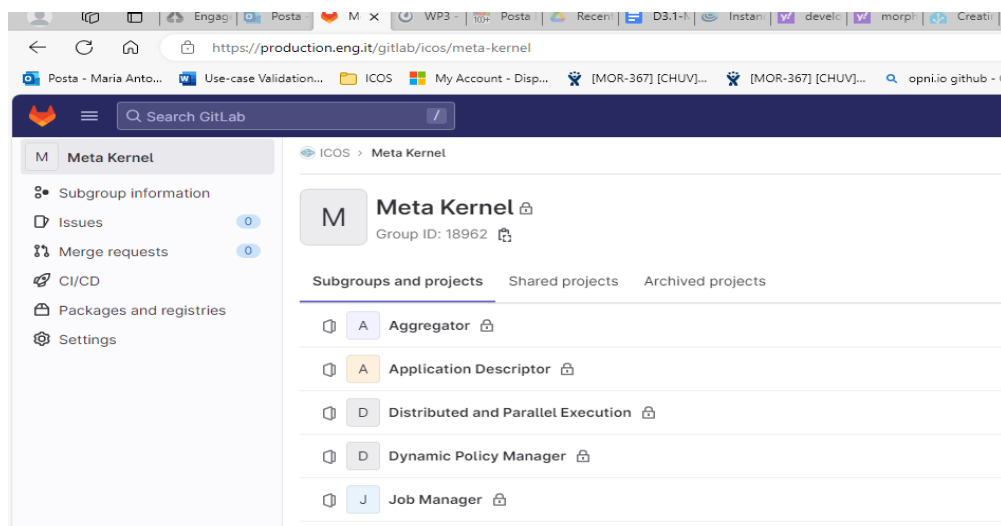 Engag Posta - M WP3 - 100+ Posta Recent D3.1-N Instanc develo morph Creatin
https://production.eng.it/gitlab/icos/meta-kernel
Posta - Maria Anto... Use-case Validation... ICOS My Account - Disp... [MOR-367] [CHUV]... [MOR-367] [CHUV]... opni.io github -
Search GitLab /
M Meta Kernel
Subgroup information
Issues 0
Merge requests 0
CI/CD
Packages and registries
Settings
ICOS > Meta Kernel
M
Meta Kernel
Group ID: 18962
Subgroups and projects Shared projects Archived projects
A Aggregator
A Application Descriptor
D Distributed and Parallel Execution
D Dynamic Policy Manager
J Job Manager